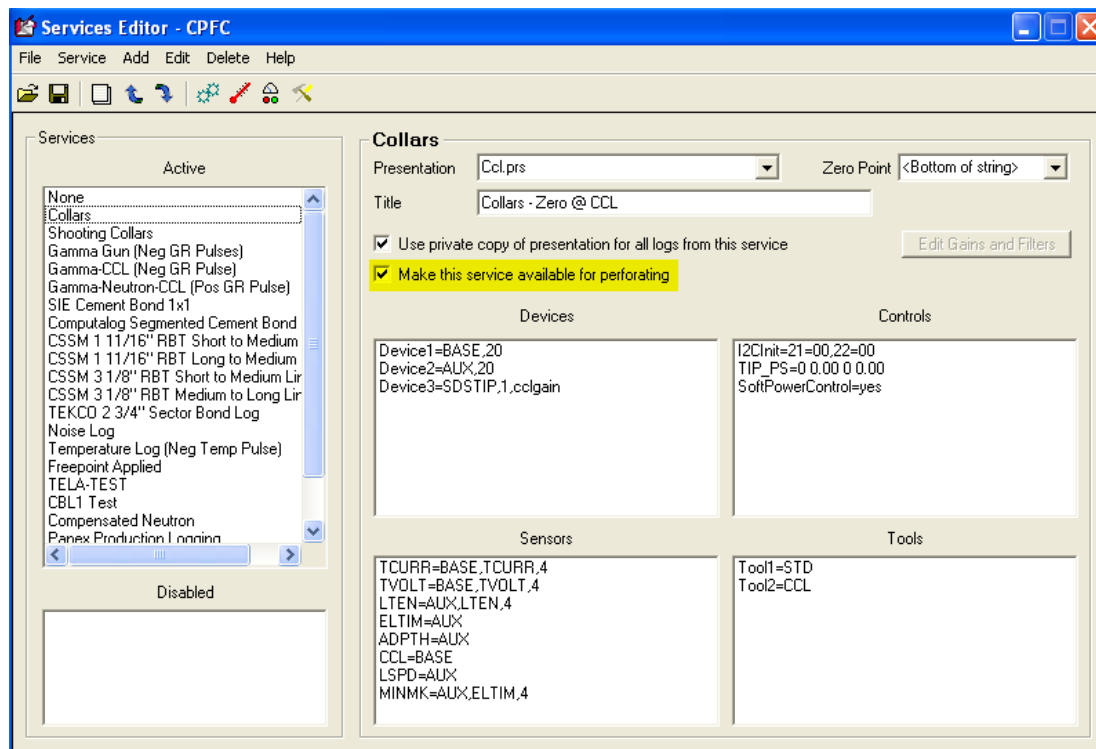 Services Editor - CPFC
File Service Add Edit Delete Help
Services
Active
None
Collars
Shooting Collars
Gamma Gun (Neg GR Pulses)
Gamma-CCL (Neg GR Pulse)
Gamma-Neutron-CCL (Pos GR Pulse)
SIE Cement Bond 1x1
Computalog Segmented Cement Bond
CSSM 1 11/16" RBT Short to Medium
CSSM 1 11/16" RBT Long to Medium
CSSM 3 1/8" RBT Short to Medium Lir
CSSM 3 1/8" RBT Medium to Long Lir
TEKCO 2 3/4" Sector Bond Log
Noise Log
Temperature Log (Neg Temp Pulse)
Freepoint Applied
TELA-TEST
CBL1 Test
Compensated Neutron
Panex Production Logging
Disabled
Collars
Presentation Ccl.prs Zero Point <Bottom of string>
Title Collars - Zero @ CCL
Use private copy of presentation for all logs from this service Edit Gains and Filters
Make this service available for perforating
Devices
Device1=BASE,20
Device2=AUX,20
Device3=SDSTIP,1,cclgain
Controls
I2CInit=21=00,22=00
TIP_PS=0 0.00 0 0.00
SoftPowerControl=yes
Sensors
TCURR=BASE,TCURR,4
TVOLT=BASE,TVOLT,4
LTEN=AUX,LTEN,4
ELTIM=AUX
ADPTH=AUX
CCL=BASE
LSPD=AUX
MINMK=AUX,ELTIM,4
Tools
Tool1=STD
Tool2=CCL